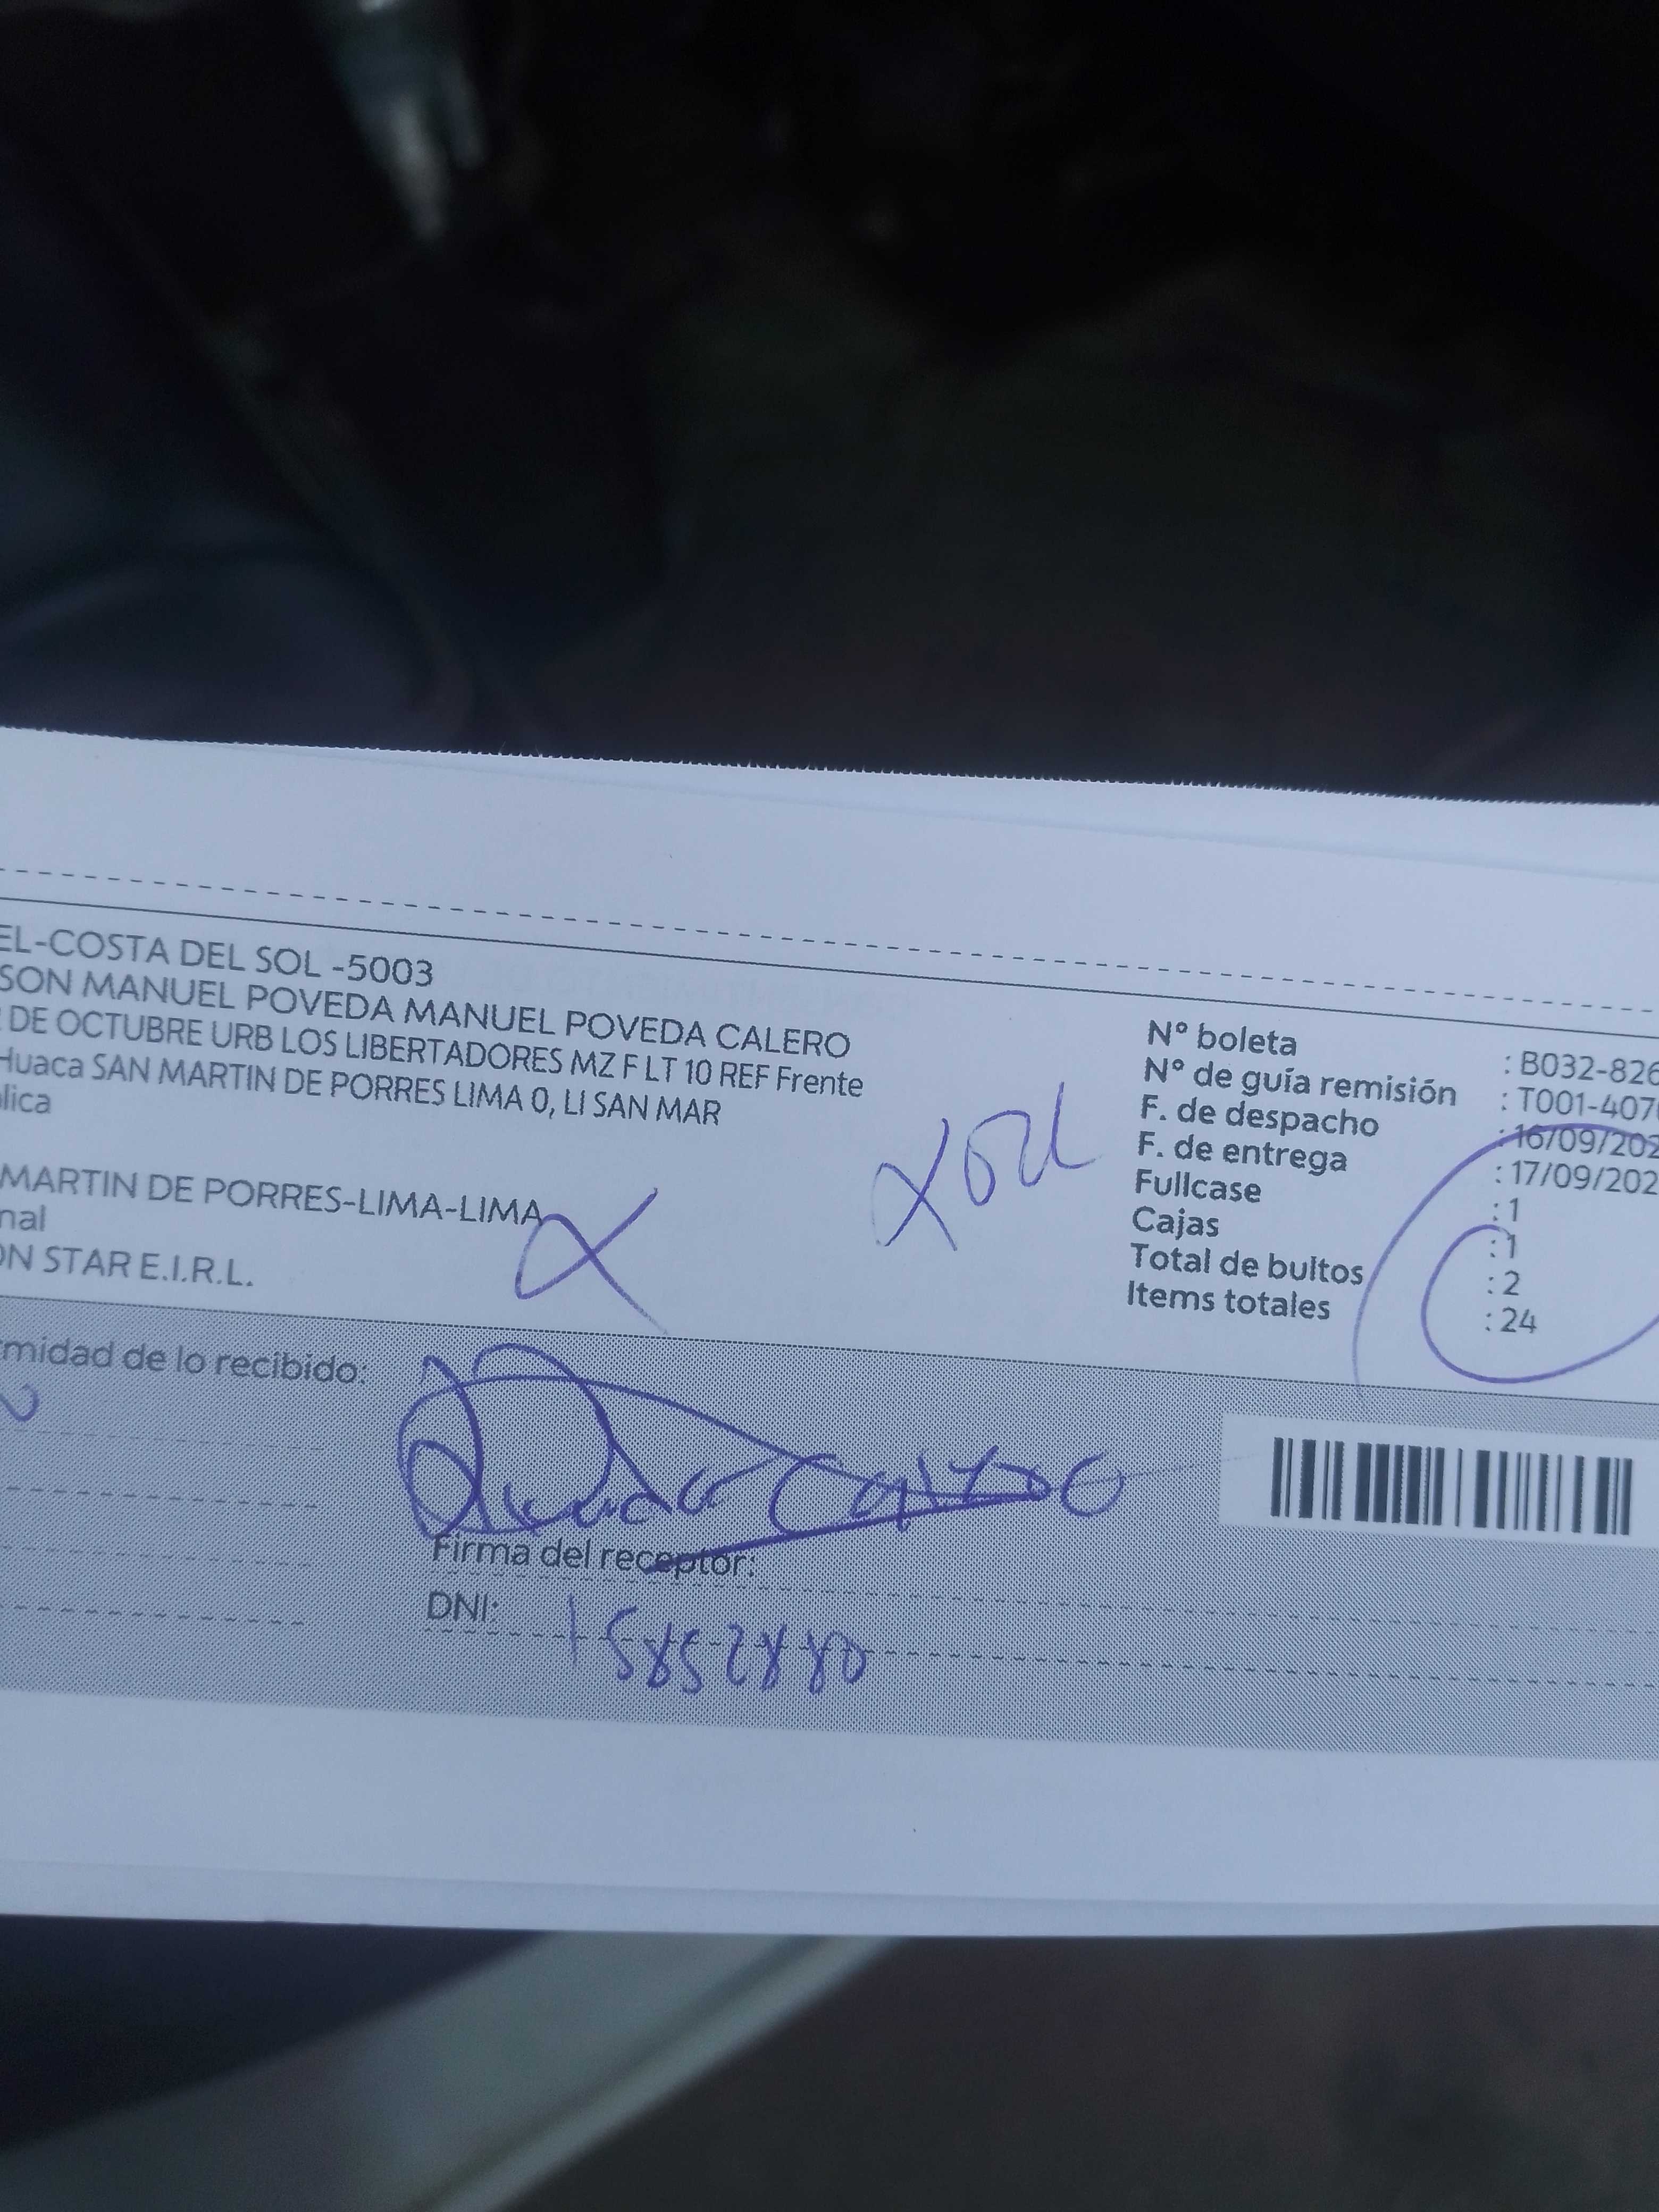 EL-COSTA DEL SOL -5003
SON MANUEL POVEDA MANUEL POVEDA CALERO
DE OCTUBRE URB LOS LIBERTADORES MZ F LT 10 REF Frente
Huaca SAN MARTIN DE PORRES LIMA 0, LI SAN MAR
lica
MARTIN DE PORRES-LIMA-LIMA
nal
ON STAR E.I.R.L.
Nº boleta : B032-826
Nº de guía remisión : T001-407
F. de despacho : 16/09/202
F. de entrega : 17/09/202
Fullcase : 1
Cajas : 1
Total de bultos : 2
Items totales : 24
rmidad de lo recibido:
Firma del receptor:
DNI: